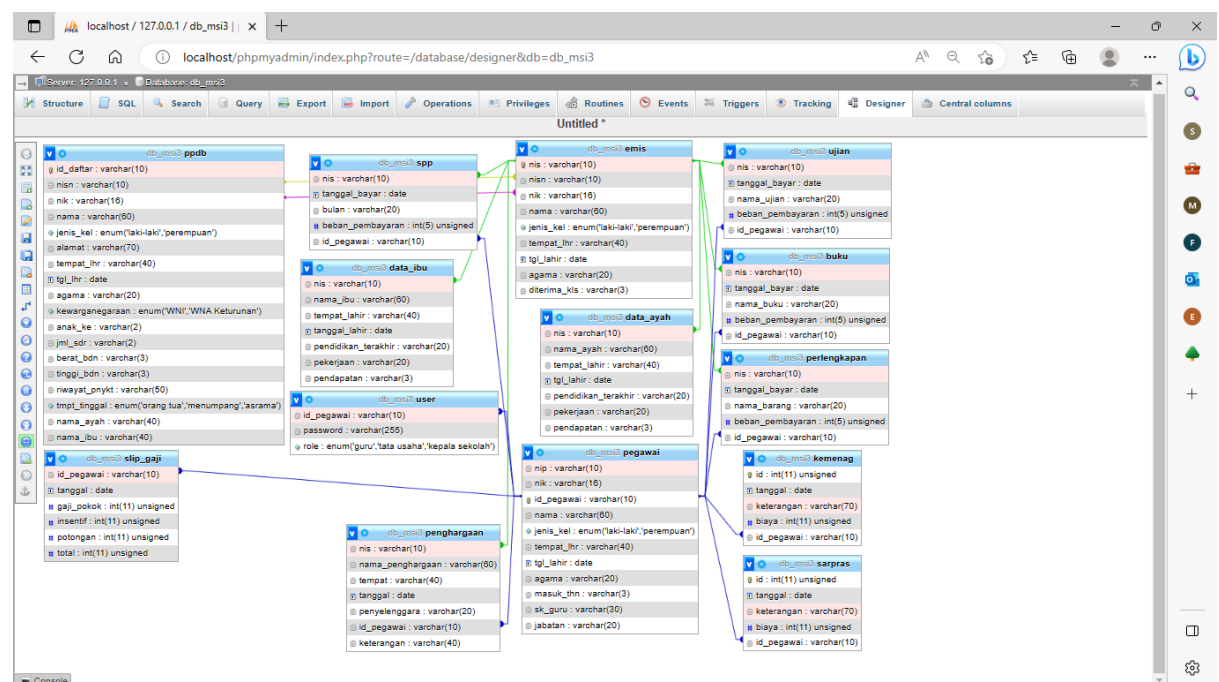 localhost / 127.0.0.1 / db_msi3 |
localhost/phpmyadmin/index.php?route=/database/designer&db=db_msi3
Server: 127.0.0.1 » Database: db_msi3
Structure SQL Search Query Export Import Operations Privileges Routines Events Triggers Tracking Designer Central columns
Untitled *
db_msi3 ppdb
id_daftar : varchar(10)
nisn : varchar(10)
nik : varchar(16)
nama : varchar(60)
jenis_kel : enum('laki-laki','perempuan')
alamat : varchar(70)
tempat_lhr : varchar(40)
tgl_lhr : date
agama : varchar(20)
kewarganegaraan : enum('WNI','WNA Keturunan')
anak_ke : varchar(2)
jml_sdr : varchar(2)
berat_bdn : varchar(3)
tinggi_bdn : varchar(3)
riwayat_pnykt : varchar(50)
tmpt_tinggal : enum('orang tua','menumpang','asrama')
nama_ayah : varchar(40)
nama_ibu : varchar(40)
db_msi3 slip_gaji
id_pegawai : varchar(10)
tanggal : date
gaji_pokok : int(11) unsigned
insentif : int(11) unsigned
potongan : int(11) unsigned
total : int(11) unsigned
db_msi3 spp
nis : varchar(10)
tanggal_bayar : date
bulan : varchar(20)
beban_pembayaran : int(5) unsigned
id_pegawai : varchar(10)
db_msi3 data_ibu
nis : varchar(10)
nama_ibu : varchar(60)
tempat_lahir : varchar(40)
tanggal_lahir : date
pendidikan_terakhir : varchar(20)
pekerjaan : varchar(20)
pendapatan : varchar(3)
db_msi3 user
id_pegawai : varchar(10)
password : varchar(255)
role : enum('guru','tata usaha','kepala sekolah')
db_msi3 penghargaan
nis : varchar(10)
nama_penghargaan : varchar(60)
tempat : varchar(40)
tanggal : date
penyelenggara : varchar(20)
id_pegawai : varchar(10)
keterangan : varchar(40)
db_msi3 emis
nis : varchar(10)
nisn : varchar(10)
nik : varchar(16)
nama : varchar(60)
jenis_kel : enum('laki-laki','perempuan')
tempat_lhr : varchar(40)
tgl_lahir : date
agama : varchar(20)
diterima_kls : varchar(3)
db_msi3 data_ayah
nis : varchar(10)
nama_ayah : varchar(60)
tempat_lahir : varchar(40)
tgl_lahir : date
pendidikan_terakhir : varchar(20)
pekerjaan : varchar(20)
pendapatan : varchar(3)
db_msi3 pegawai
nip : varchar(10)
nik : varchar(16)
id_pegawai : varchar(10)
nama : varchar(60)
jenis_kel : enum('laki-laki','perempuan')
tempat_lhr : varchar(40)
tgl_lahir : date
agama : varchar(20)
masuk_thn : varchar(3)
sk_guru : varchar(30)
jabatan : varchar(20)
db_msi3 ujian
nis : varchar(10)
tanggal_bayar : date
nama_ujian : varchar(20)
beban_pembayaran : int(5) unsigned
id_pegawai : varchar(10)
db_msi3 buku
nis : varchar(10)
tanggal_bayar : date
nama_buku : varchar(20)
beban_pembayaran : int(5) unsigned
id_pegawai : varchar(10)
db_msi3 perlengkapan
nis : varchar(10)
tanggal_bayar : date
nama_barang : varchar(20)
beban_pembayaran : int(5) unsigned
id_pegawai : varchar(10)
db_msi3 kemenag
id : int(11) unsigned
tanggal : date
keterangan : varchar(70)
biaya : int(11) unsigned
id_pegawai : varchar(10)
db_msi3 sarpras
id : int(11) unsigned
tanggal : date
keterangan : varchar(70)
biaya : int(11) unsigned
id_pegawai : varchar(10)
S
M
F
E
Console